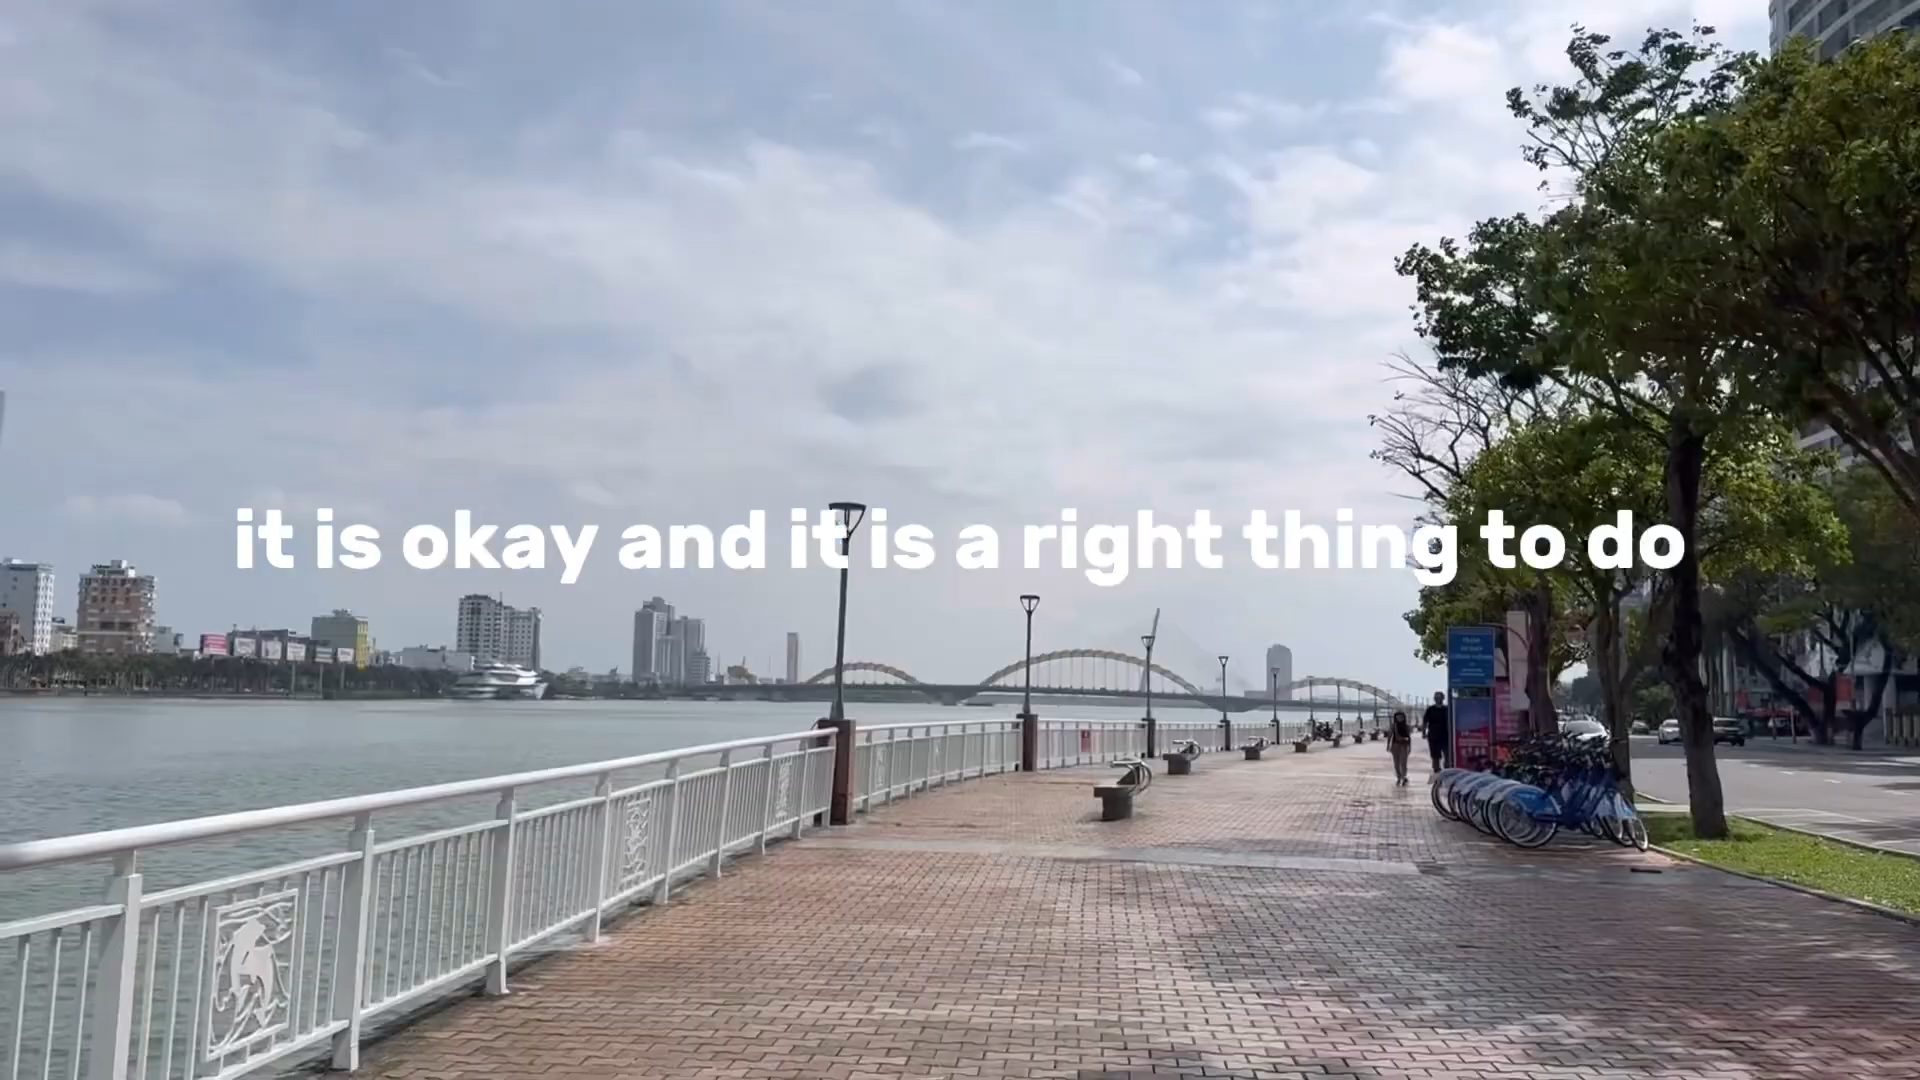 it is okay and it is a right thing to do